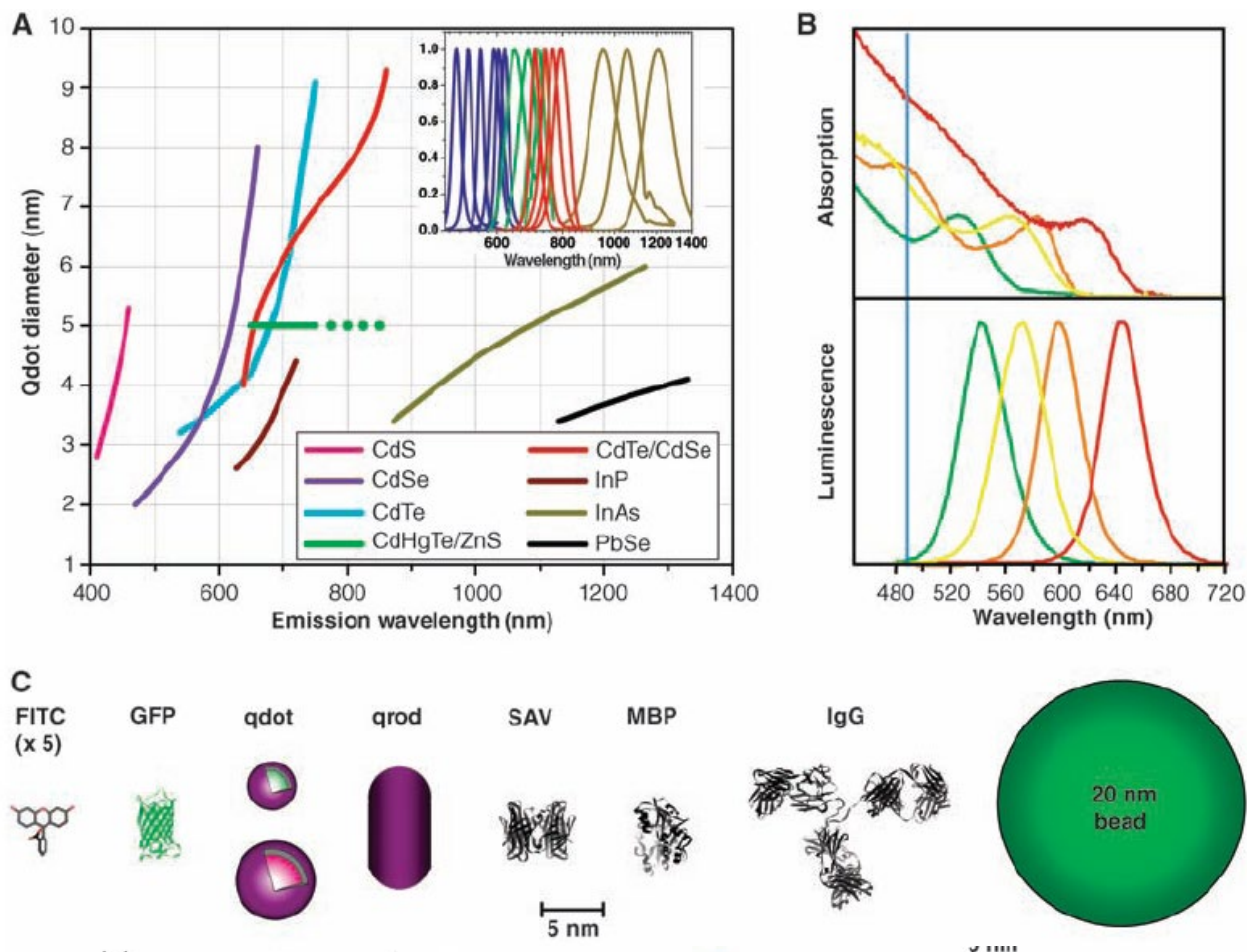 A
10
9
8
7
6
5
4
3
2
1
Qdot diameter (nm)
400 600 800 1000 1200 1400
Emission wavelength (nm)
1.0
0.8
0.6
0.4
0.2
0.0
600 800 1000 1200 1400
Wavelength (nm)
CdS
CdSe
CdTe
CdHgTe/ZnS
CdTe/CdSe
InP
InAs
PbSe
B
Absorption
Luminescence
480 520 560 600 640 680 720
Wavelength (nm)
C
FITC
(x 5)
GFP
qdot
qrod
SAV
MBP
IgG
20 nm
bead
5 nm